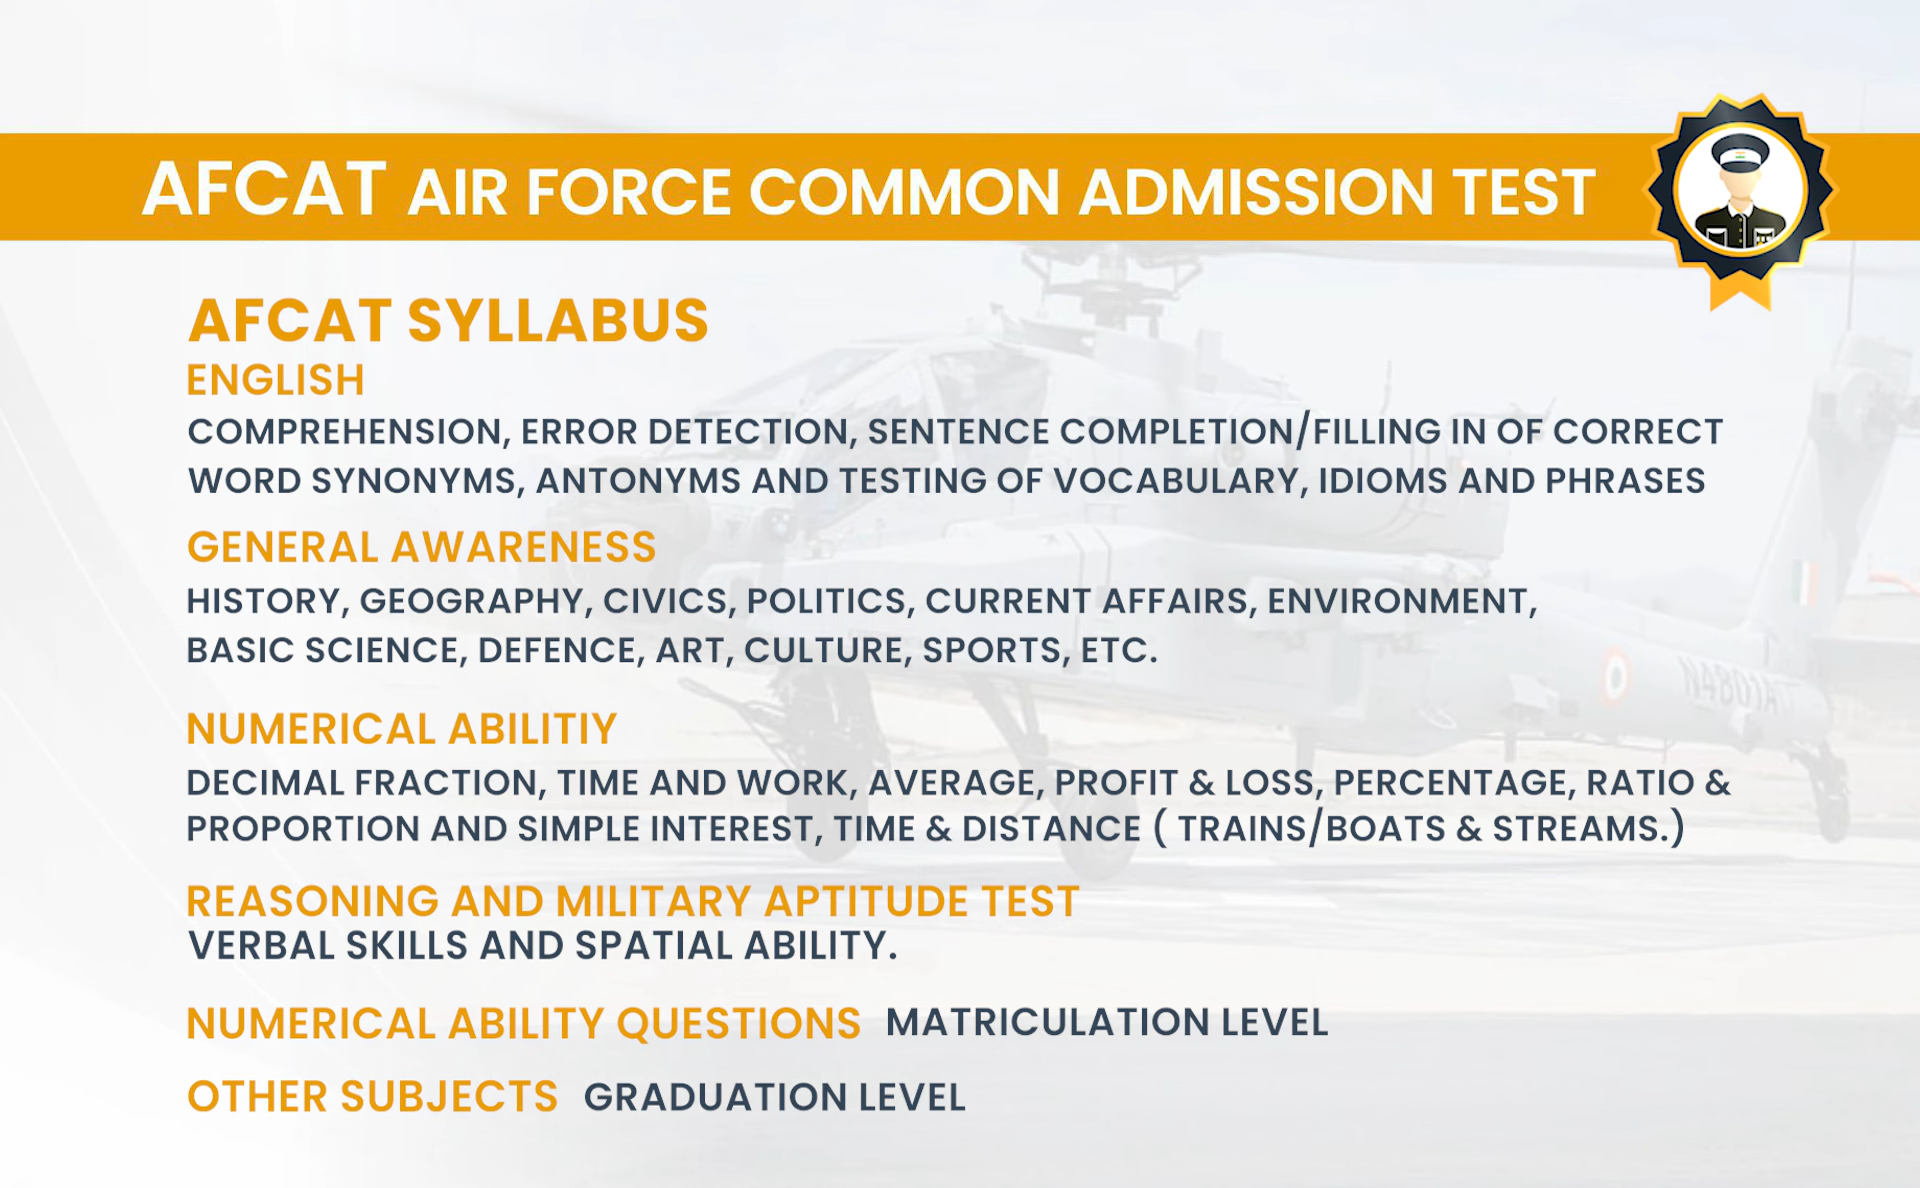 AFCAT AIR FORCE COMMON ADMISSION TEST
AFCAT SYLLABUS
ENGLISH
COMPREHENSION, ERROR DETECTION, SENTENCE COMPLETION/FILLING IN OF CORRECT
WORD SYNONYMS, ANTONYMS AND TESTING OF VOCABULARY, IDIOMS AND PHRASES
GENERAL AWARENESS
HISTORY, GEOGRAPHY, CIVICS, POLITICS, CURRENT AFFAIRS, ENVIRONMENT,
BASIC SCIENCE, DEFENCE, ART, CULTURE, SPORTS, ETC.
NUMERICAL ABILITIY
DECIMAL FRACTION, TIME AND WORK, AVERAGE, PROFIT & LOSS, PERCENTAGE, RATIO &
PROPORTION AND SIMPLE INTEREST, TIME & DISTANCE ( TRAINS/BOATS & STREAMS.)
REASONING AND MILITARY APTITUDE TEST
VERBAL SKILLS AND SPATIAL ABILITY.
NUMERICAL ABILITY QUESTIONS MATRICULATION LEVEL
OTHER SUBJECTS GRADUATION LEVEL